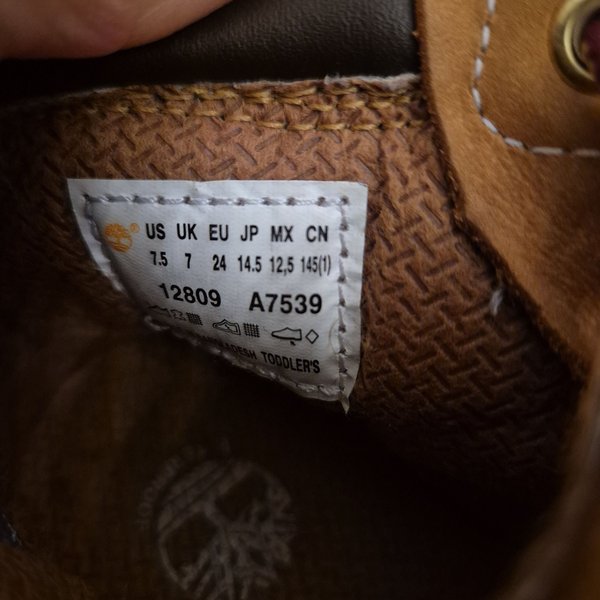 US UK EU JP MX CN
7.5 7 24 14.5 12,5 145(1)
12809 A7539
TODDLER'S